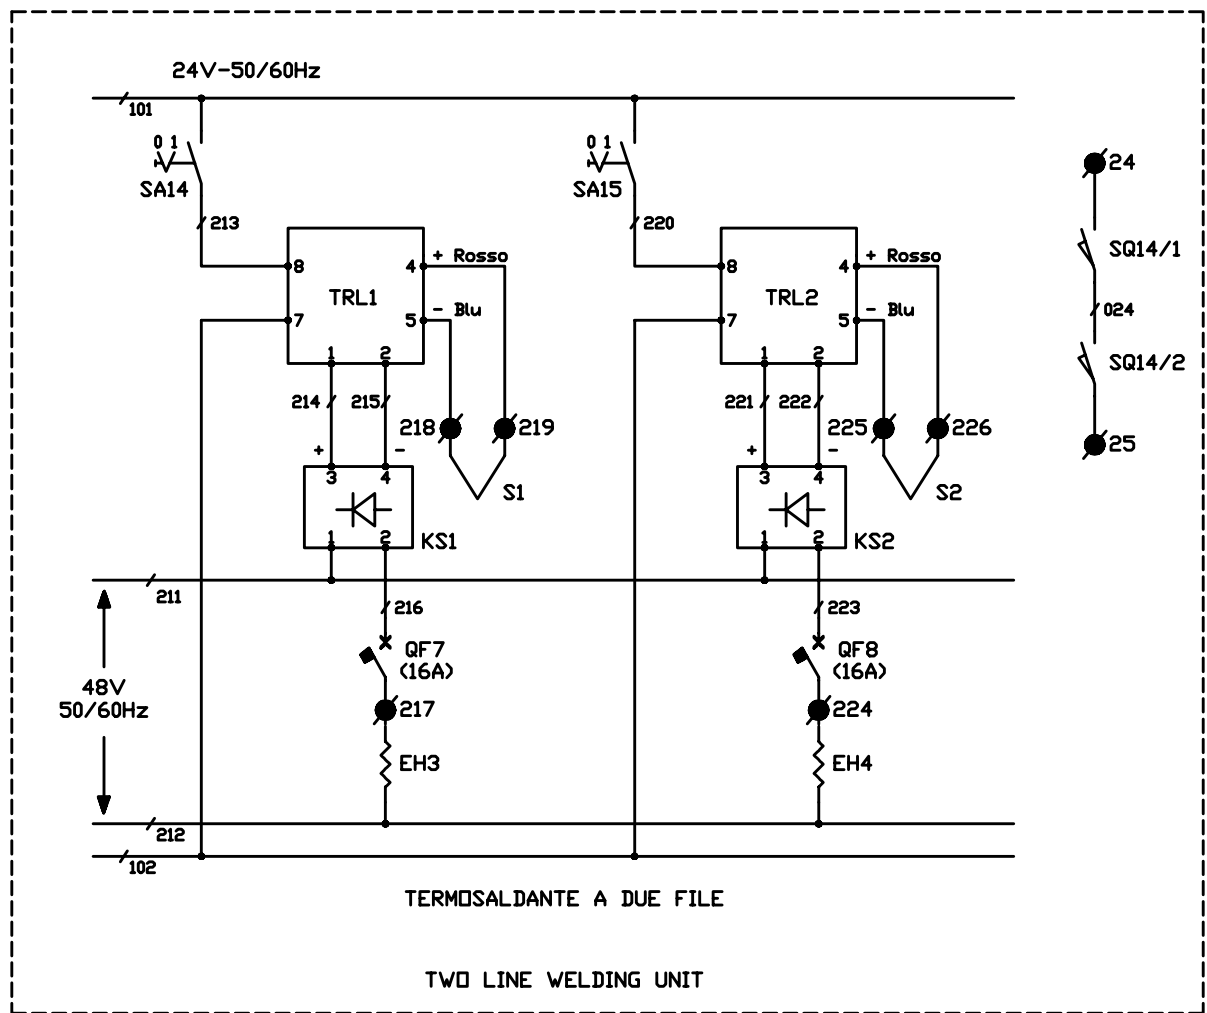 24V-50/60Hz
101
0 1
SA14
213
0 1
SA15
220
24
SQ14/1
024
SQ14/2
25
8
7
TRL1
4
5
1
2
+ Rosso
- Blu
8
7
TRL2
4
5
1
2
+ Rosso
- Blu
214
215
218
219
221
222
225
226
+
-
3
4
1
2
KS1
S1
+
-
3
4
1
2
KS2
S2
211
216
QF7
(16A)
217
EH3
223
QF8
(16A)
224
EH4
48V
50/60Hz
212
102
TERMOSALDANTE A DUE FILE
TWO LINE WELDING UNIT